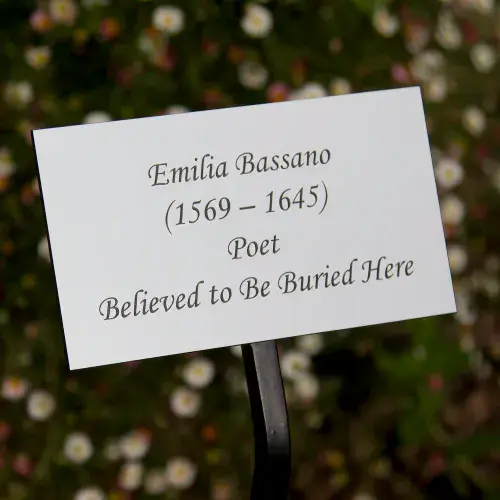 Emilia Bassano
(1569 – 1645)
Poet
Believed to Be Buried Here